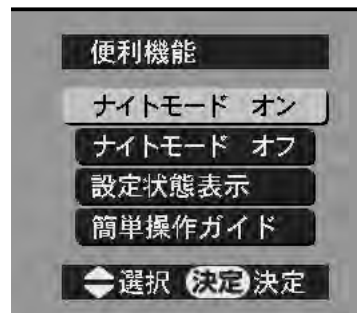 便利機能
ナイトモード オン
ナイトモード オフ
設定状態表示
簡単操作ガイド
選択 決定 決定